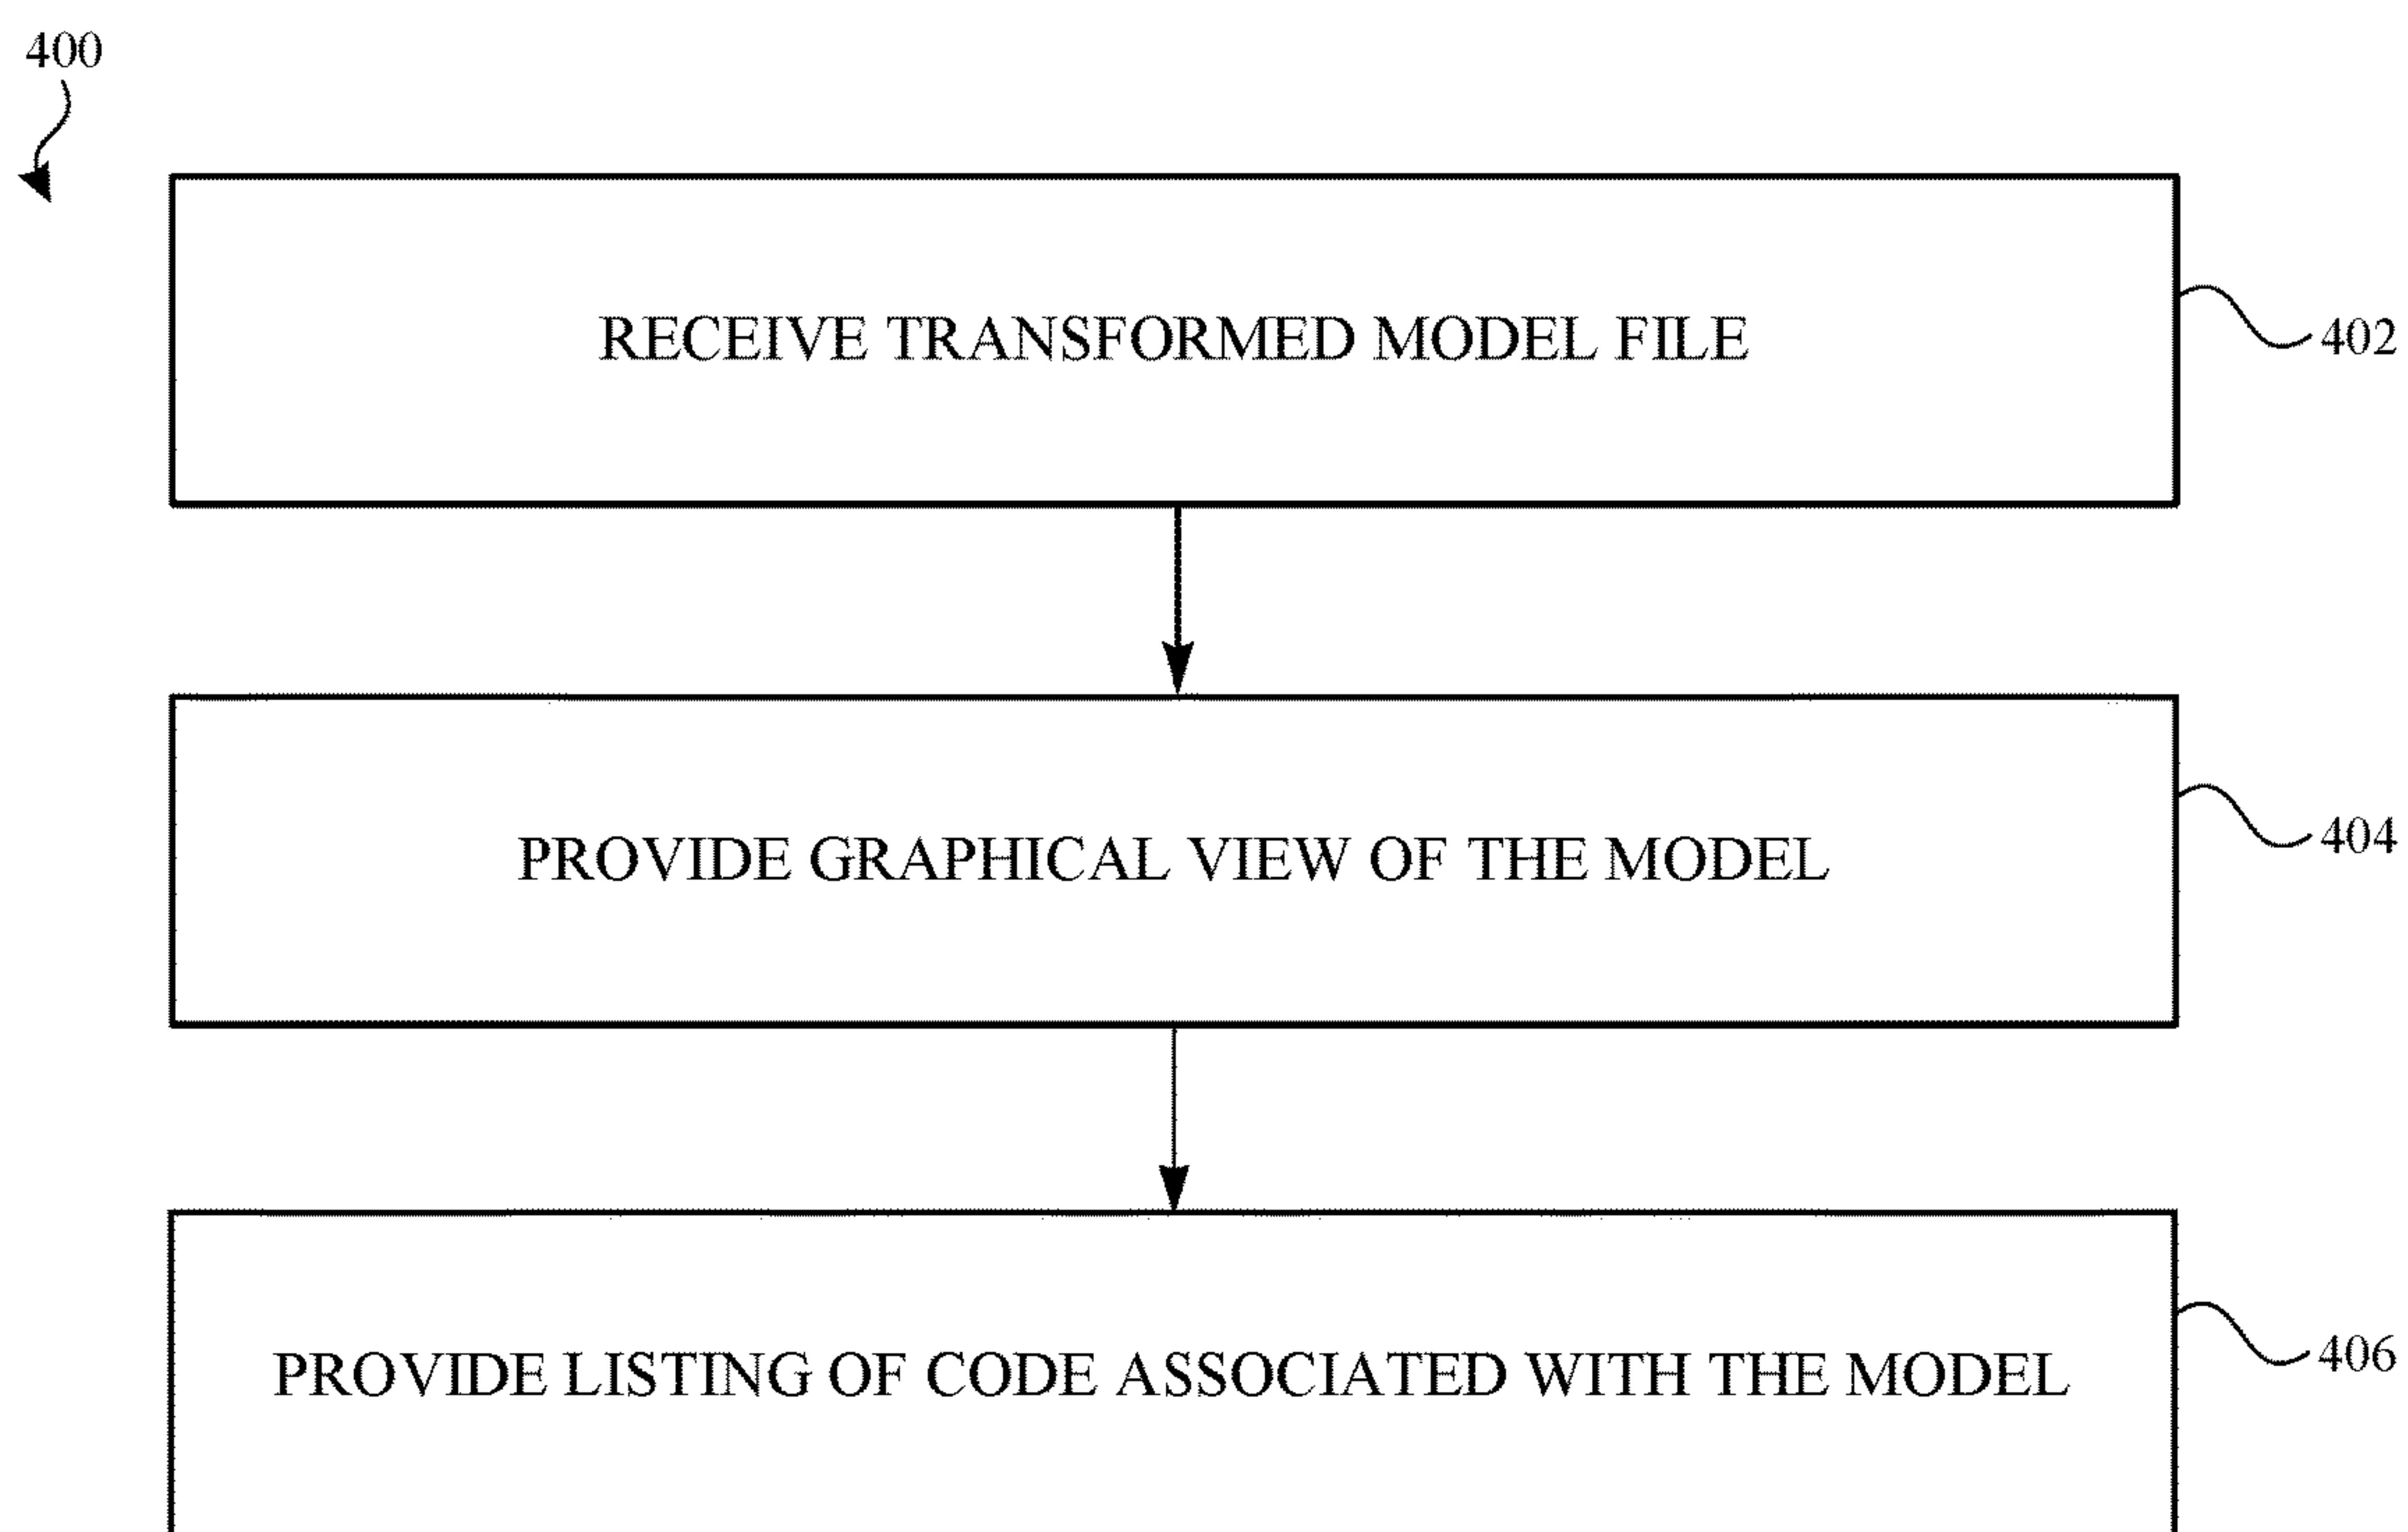 400
RECEIVE TRANSFORMED MODEL FILE
402
PROVIDE GRAPHICAL VIEW OF THE MODEL
404
PROVIDE LISTING OF CODE ASSOCIATED WITH THE MODEL
406